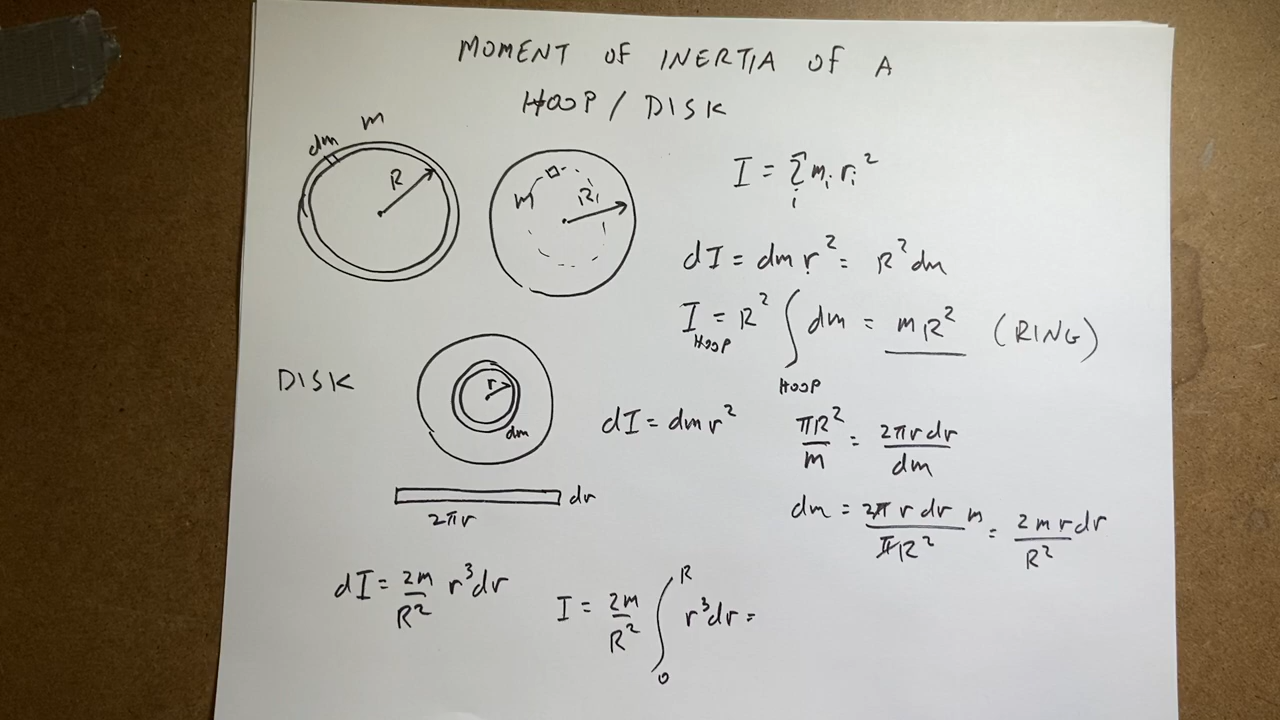 MOMENT OF INERTIA OF A
HOOP / DISK
dm m
R
m R₁
I = Σ mᵢ rᵢ²
i
dI = dm r² = R² dm
I = R² ∫ dm = mR² (RING)
HOOP
HOOP
DISK
r
dm
dI = dm r²
πR²/m = 2πr dr/dm
dr
2πr
dm = 2π r dr/πR² m = 2 m r dr/R²
dI = 2m/R² r³ dr
I = 2m/R² ∫₀ᴿ r³ dr =